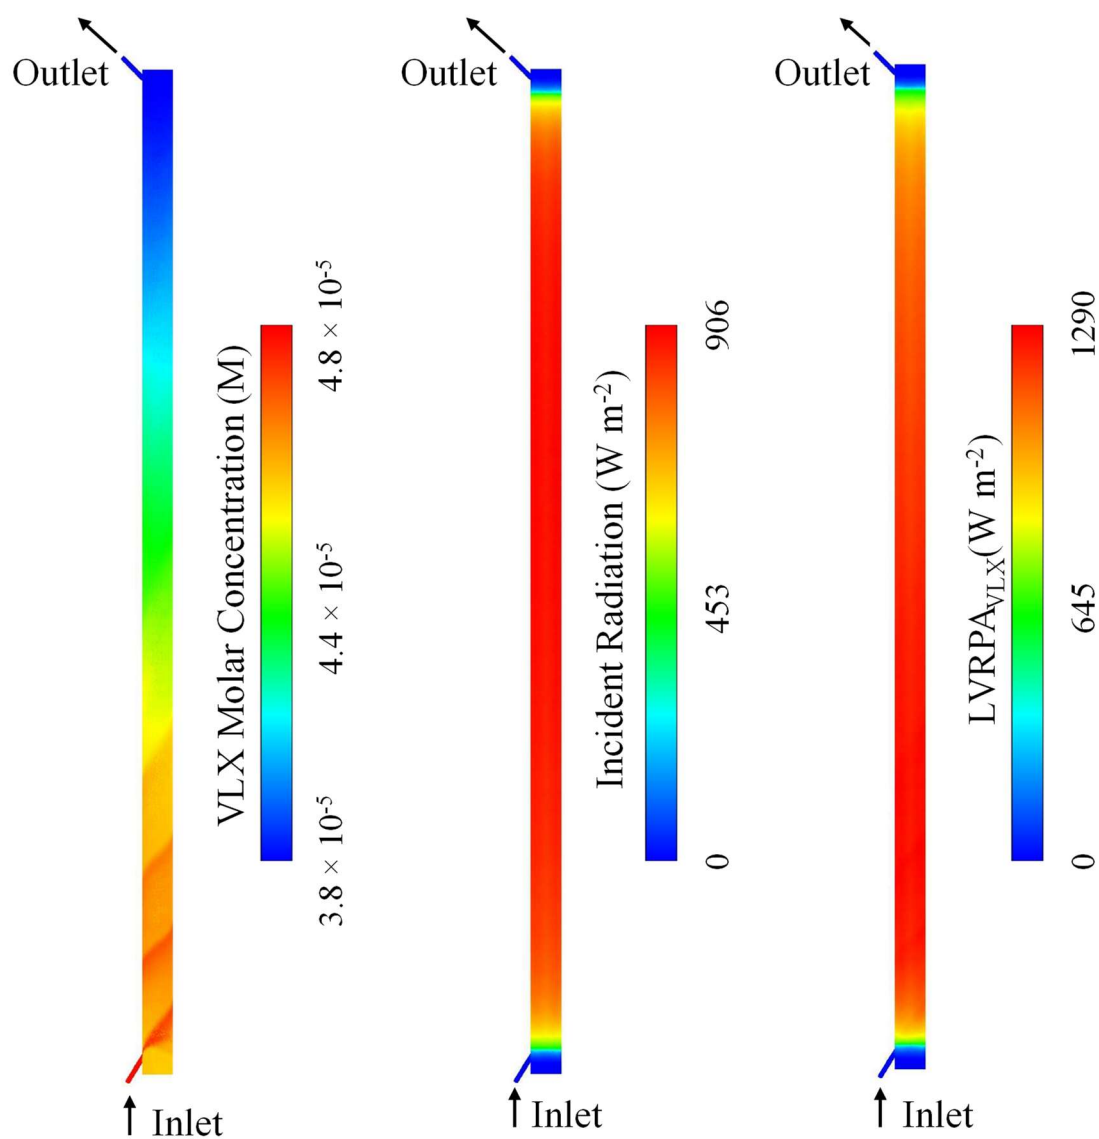 Outlet
VLX Molar Concentration (M)
4.8 × 10-5
4.4 × 10-5
3.8 × 10-5
Inlet
Outlet
Incident Radiation (W m-2)
906
453
0
Inlet
Outlet
LVRPAVLX(W m-2)
1290
645
0
Inlet